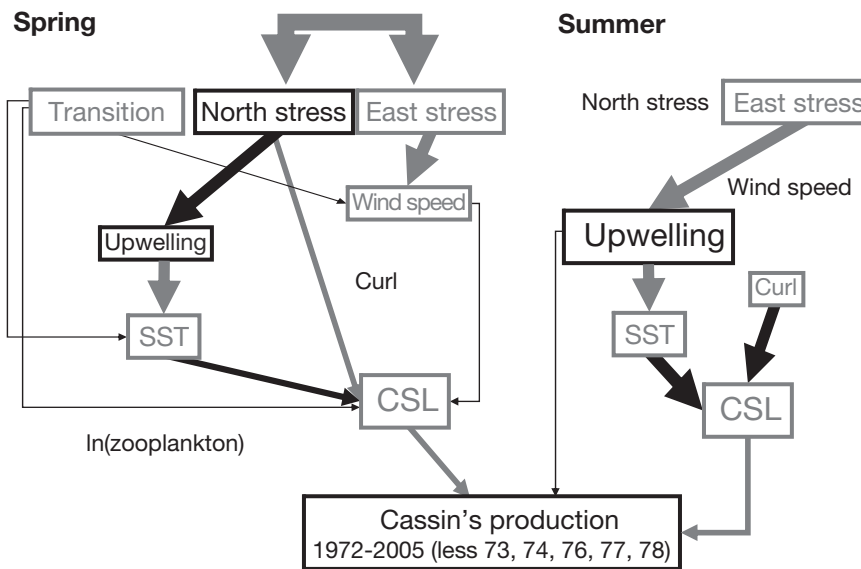 Spring
Summer
Transition
North stress
East stress
North stress
East stress
Wind speed
Wind speed
Upwelling
Upwelling
Curl
Curl
SST
SST
CSL
CSL
ln(zooplankton)
Cassin's production
1972-2005 (less 73, 74, 76, 77, 78)